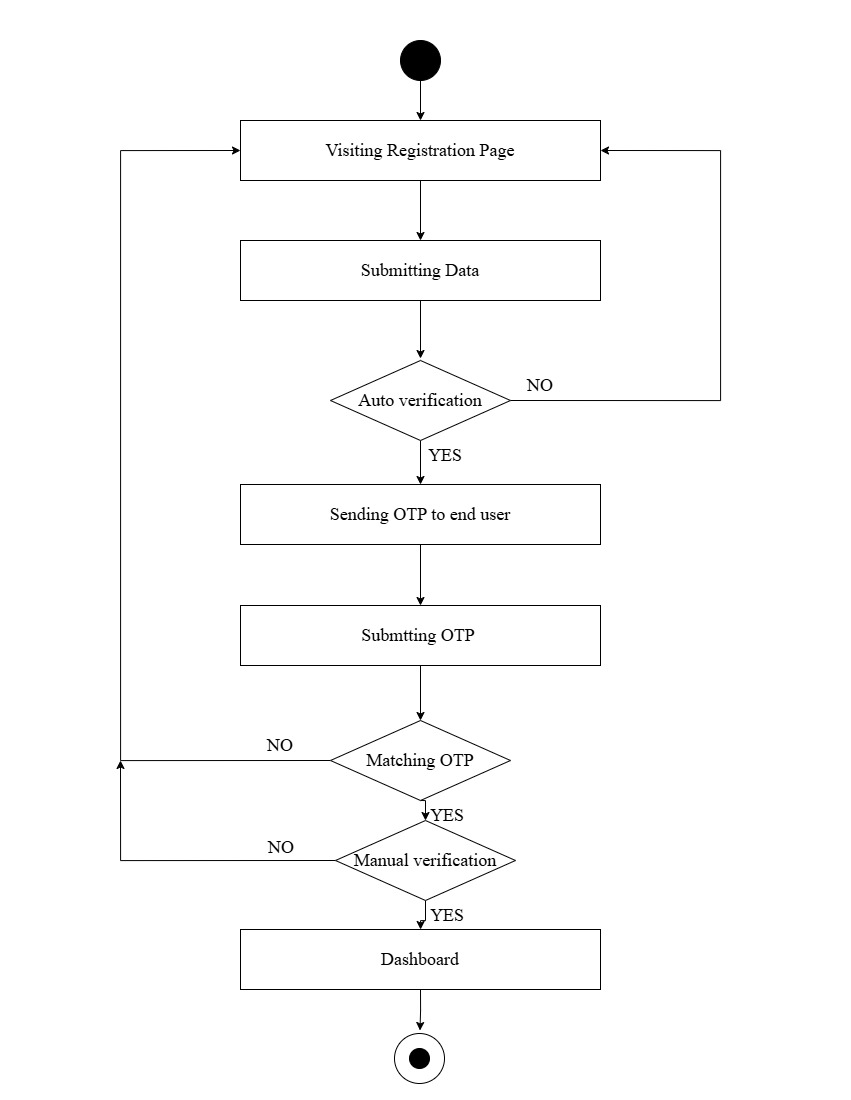 Visiting Registration Page
Submitting Data
NO
Auto verification
YES
Sending OTP to end user
Submtting OTP
NO
Matching OTP
YES
NO
Manual verification
YES
Dashboard